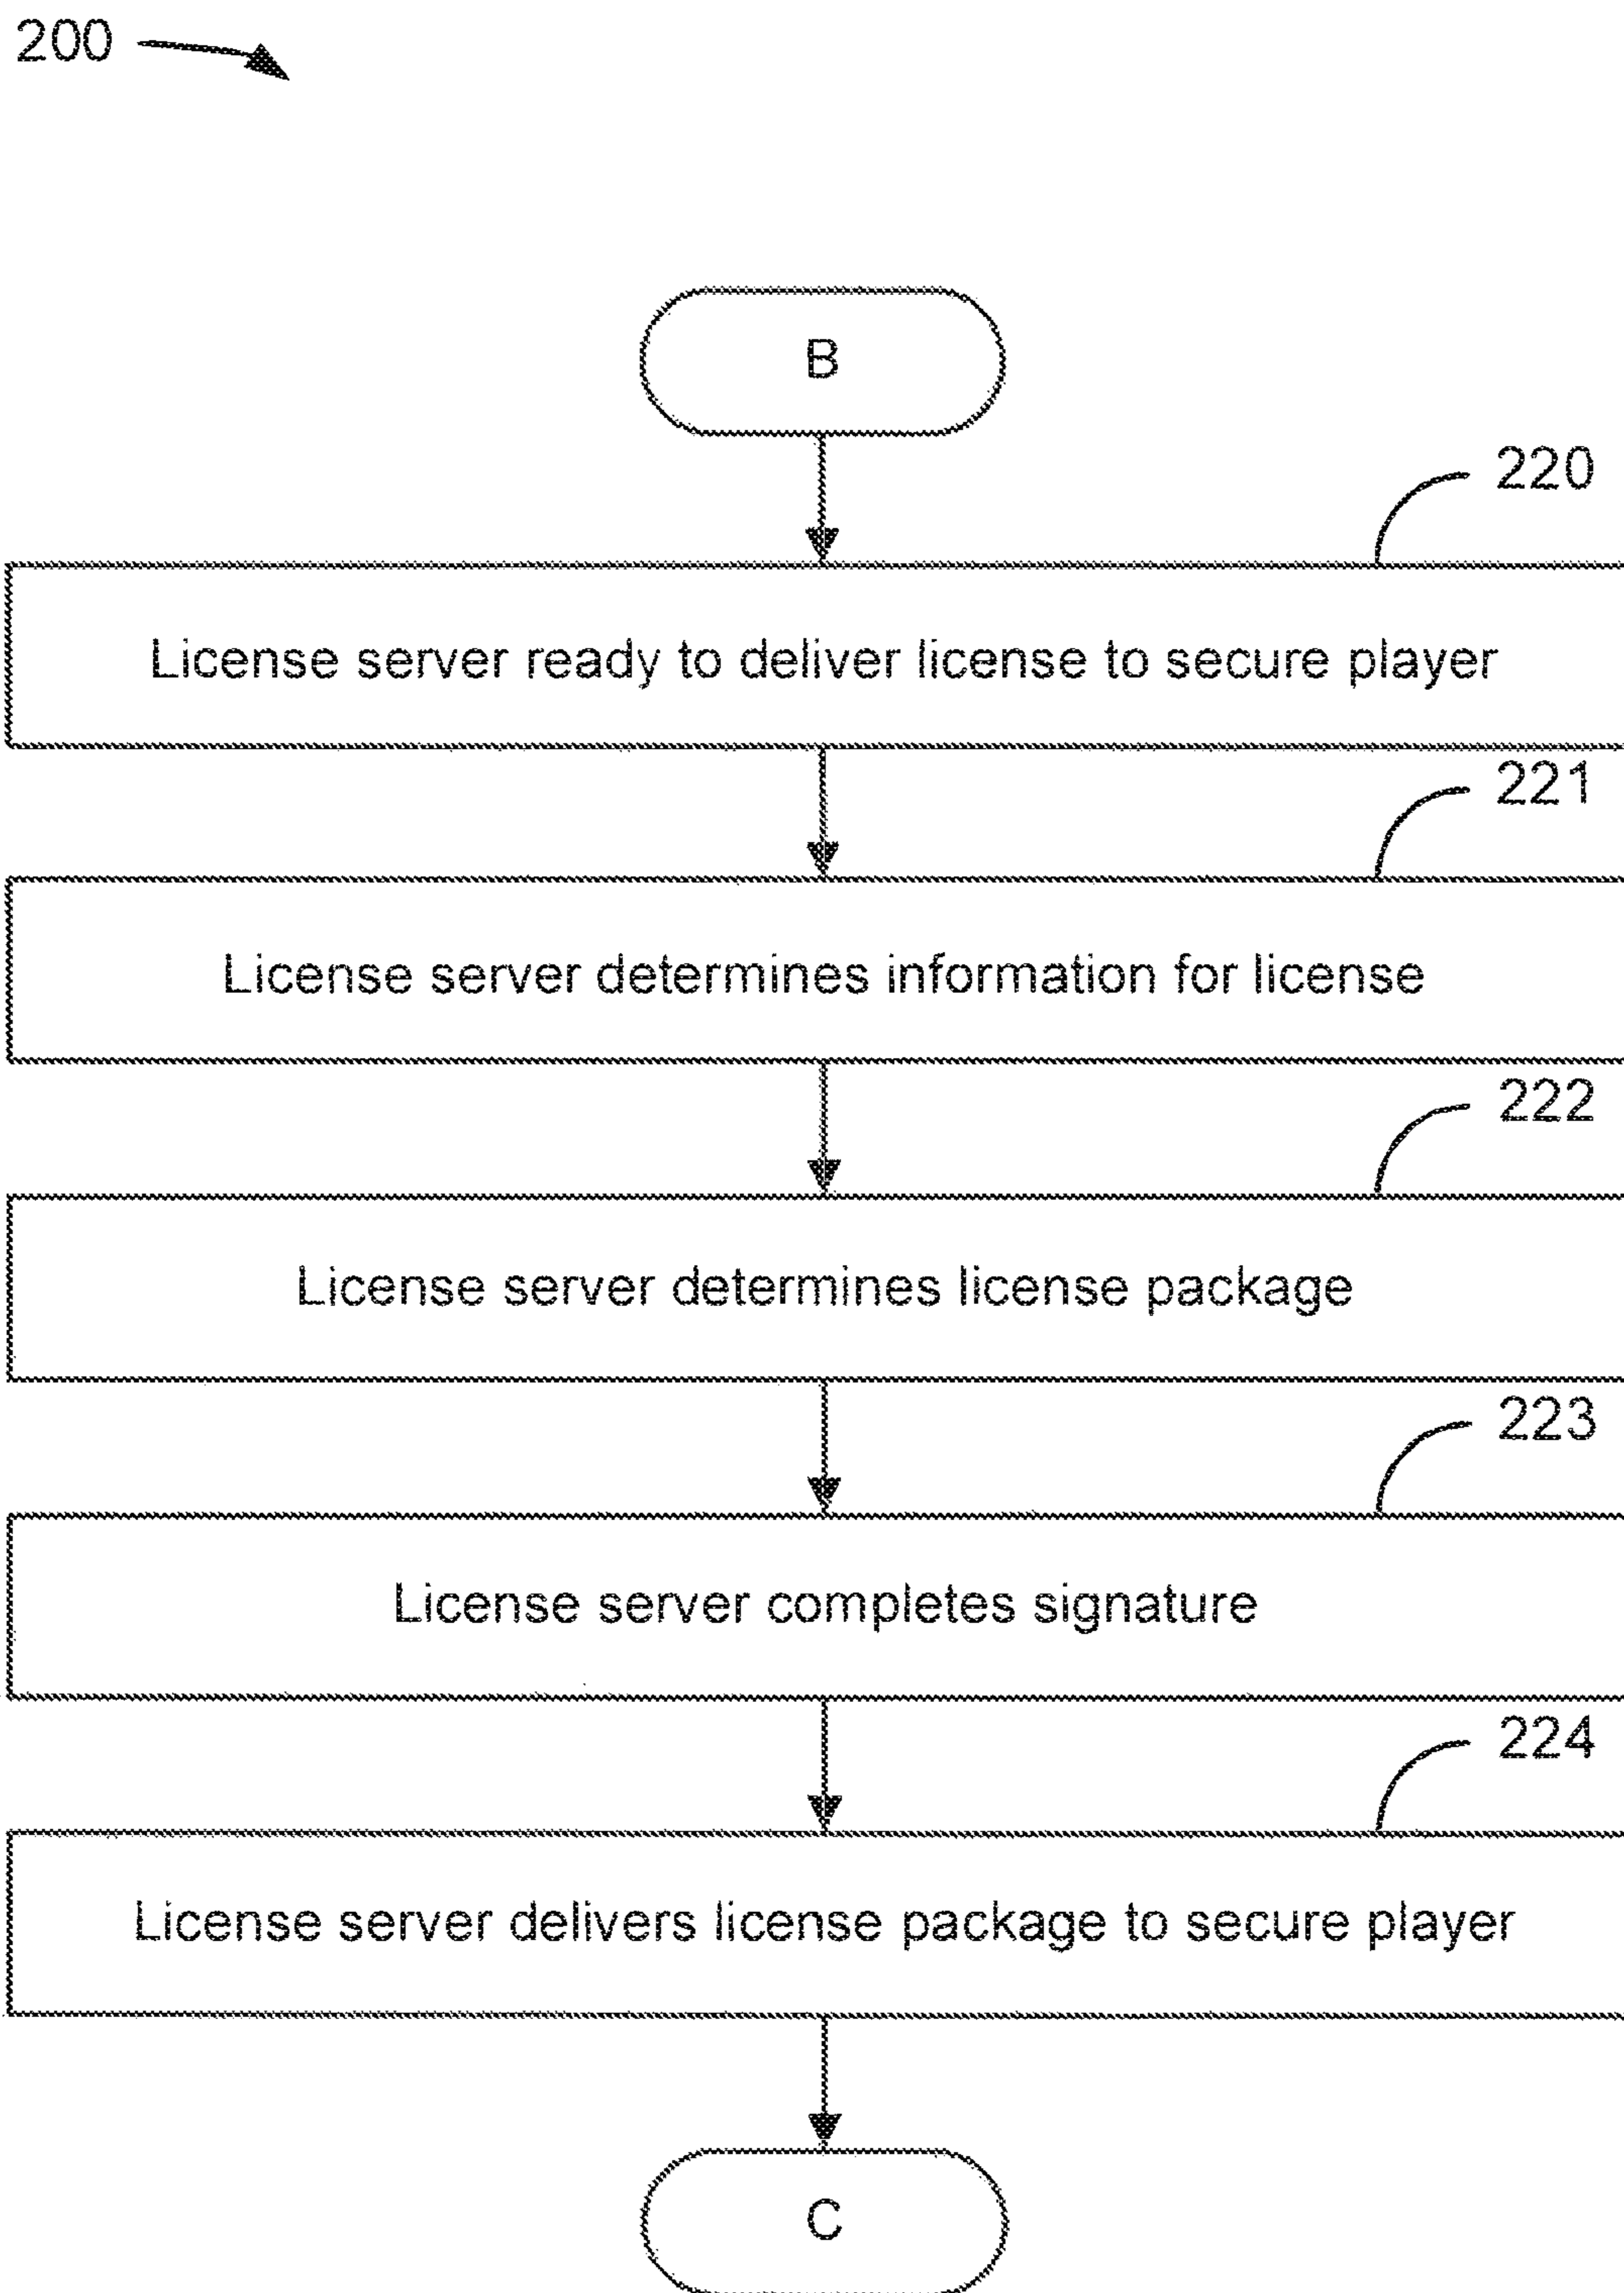 200
B
220
License server ready to deliver license to secure player
221
License server determines information for license
222
License server determines license package
223
License server completes signature
224
License server delivers license package to secure player
C